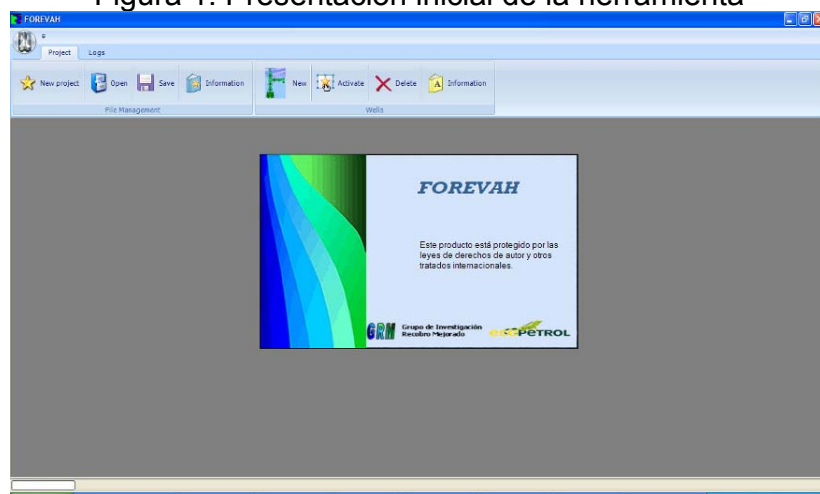 Figura 1. Presentación inicial de la herramienta
FOREVAH
Project Logs
New project Open Save Information New Activate Delete Information
File Management Wells
FOREVAH
Este producto está protegido por las
leyes de derechos de autor y otros
tratados internacionales.
GRM Grupo de Investigación
Recobro Mejorado
ecoPETROL